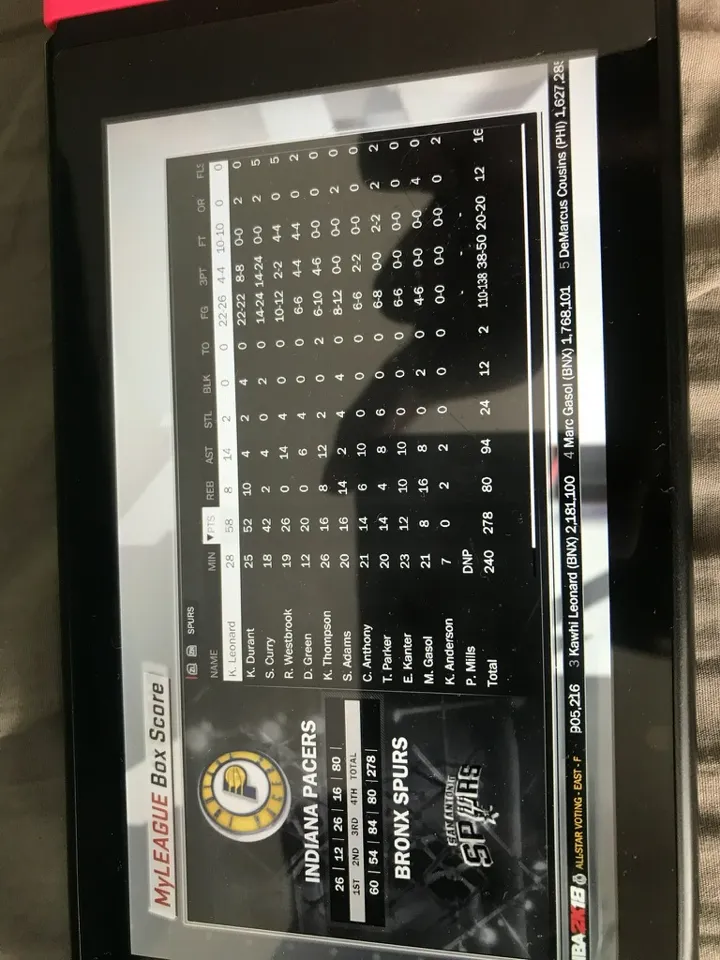 MyLEAGUE Box Score
INDIANA PACERS
26 | 12 | 26 | 16 | 80
1ST 2ND 3RD 4TH TOTAL
60 | 54 | 84 | 80 | 278
BRONX SPURS
SAN ANTONIO
SPURS
SPURS
NAME MIN ▼PTS REB AST STL BLK TO FG 3PT FT OR FLS
K. Leonard 28 58 8 14 2 0 0 22-26 4-4 10-10 0 0
K. Durant 25 52 10 4 2 4 0 22-22 8-8 0-0 2 0
S. Curry 18 42 2 4 0 2 0 14-24 14-24 0-0 2 5
R. Westbrook 19 26 0 14 4 0 0 10-12 2-2 4-4 0 5
D. Green 12 20 0 6 4 0 0 6-6 4-4 4-4 0 2
K. Thompson 26 16 8 12 2 0 2 6-10 4-6 0-0 0 0
S. Adams 20 16 14 2 4 4 0 8-12 0-0 0-0 2 0
C. Anthony 21 14 6 10 0 0 0 6-6 2-2 0-0 0 0
T. Parker 20 14 4 8 6 0 0 6-8 0-0 2-2 2 2
E. Kanter 23 12 10 10 0 0 0 6-6 0-0 0-0 0 0
M. Gasol 21 8 16 8 0 2 0 4-6 0-0 0-0 4 0
K. Anderson 7 0 2 2 0 0 0 0-0 0-0 0-0 0 2
P. Mills DNP - -
Total 240 278 80 94 24 12 2 110-138 38-50 20-20 12 16
NBA 2K18 ALL-STAR VOTING - EAST - F 905,216 3 Kawhi Leonard (BNX) 2,181,100 4 Marc Gasol (BNX) 1,768,101 5 DeMarcus Cousins (PHI) 1,627,285